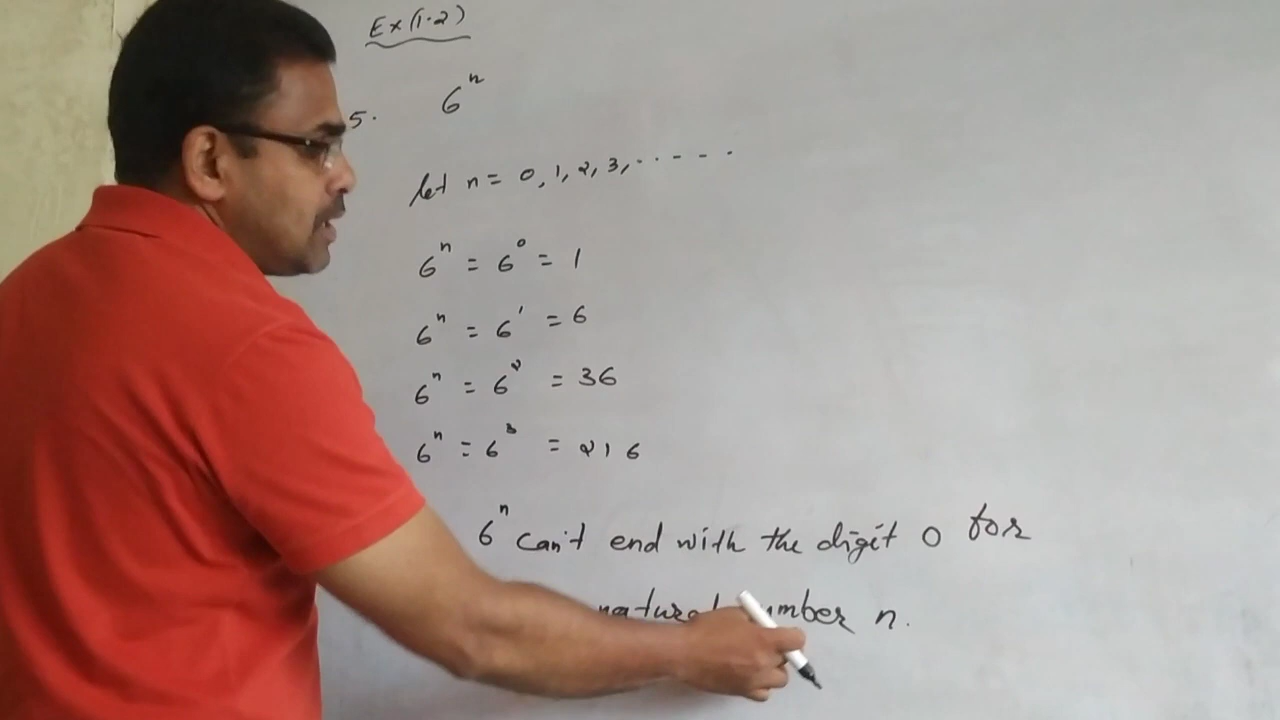 Ex(1.2)
5. 6ⁿ
let n = 0, 1, 2, 3, ........
6ⁿ = 6⁰ = 1
6ⁿ = 6¹ = 6
6ⁿ = 6² = 36
6ⁿ = 6³ = 216
6ⁿ can't end with the digit 0 for
natural number n.